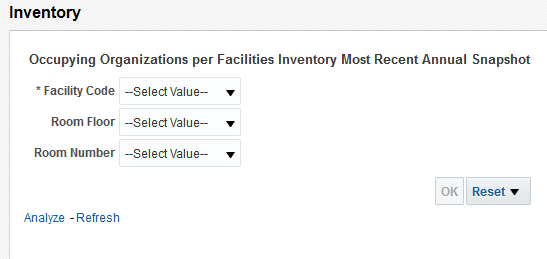 Inventory
Occupying Organizations per Facilities Inventory Most Recent Annual Snapshot
* Facility Code --Select Value--
Room Floor --Select Value--
Room Number --Select Value--
OK Reset
Analyze - Refresh